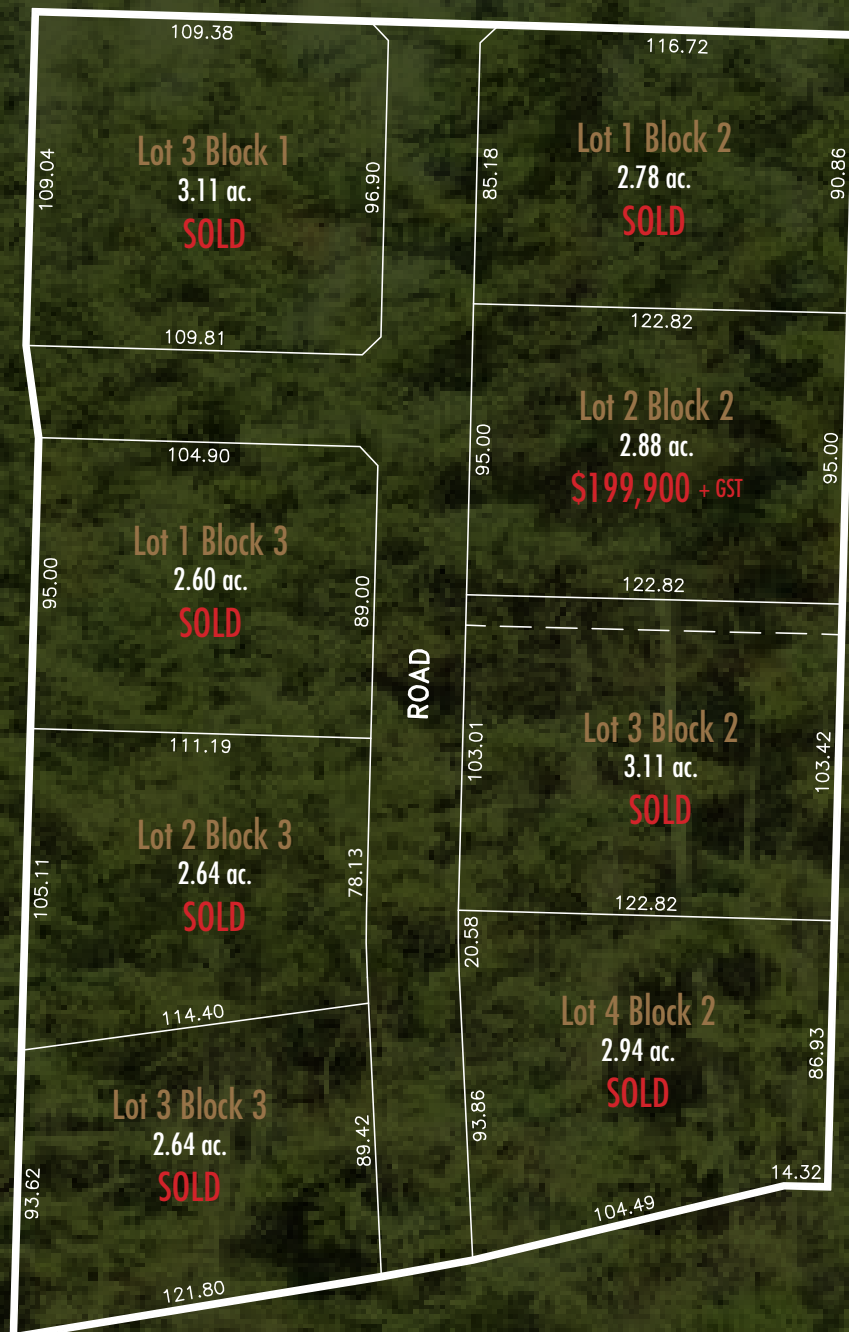 109.38
116.72
109.04
Lot 3 Block 1
3.11 ac.
SOLD
96.90
109.81
85.18
Lot 1 Block 2
2.78 ac.
SOLD
90.86
122.82
95.00
Lot 2 Block 2
2.88 ac.
$199,900 + GST
95.00
122.82
104.90
95.00
Lot 1 Block 3
2.60 ac.
SOLD
89.00
111.19
ROAD
103.01
Lot 3 Block 2
3.11 ac.
SOLD
103.42
122.82
105.11
Lot 2 Block 3
2.64 ac.
SOLD
78.13
114.40
20.58
Lot 4 Block 2
2.94 ac.
SOLD
86.93
93.86
14.32
104.49
93.62
Lot 3 Block 3
2.64 ac.
SOLD
89.42
121.80